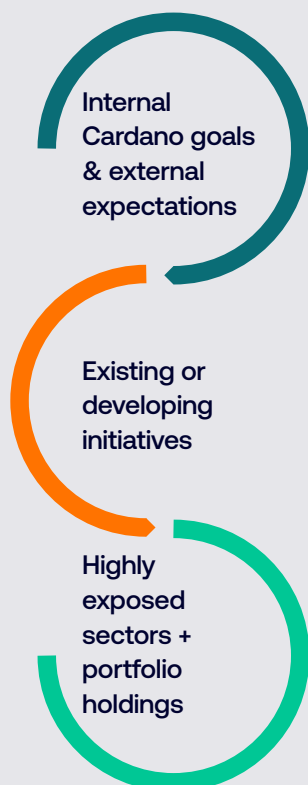 Internal
Cardano goals
& external
expectations
Existing or
developing
initiatives
Highly
exposed
sectors +
portfolio
holdings